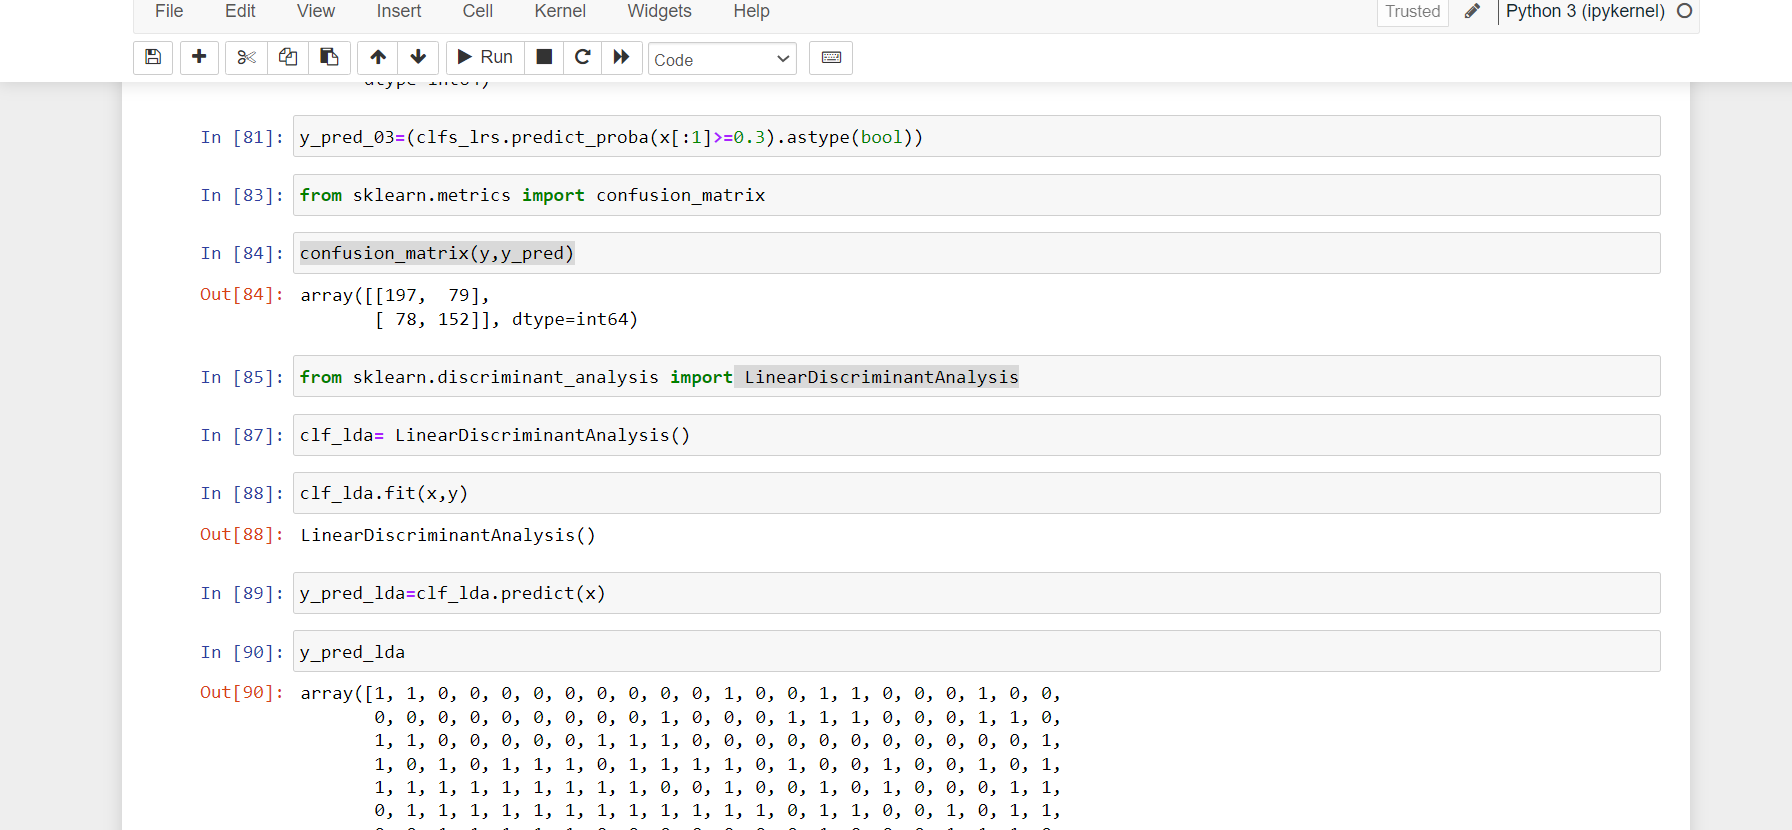 File Edit View Insert Cell Kernel Widgets Help Trusted Python 3 (ipykernel)
Run Code
dtype=int64)
In [81]: y_pred_03=(clfs_lrs.predict_proba(x[:1]>=0.3).astype(bool))
In [83]: from sklearn.metrics import confusion_matrix
In [84]: confusion_matrix(y,y_pred)
Out[84]: array([[197, 79],
[ 78, 152]], dtype=int64)
In [85]: from sklearn.discriminant_analysis import LinearDiscriminantAnalysis
In [87]: clf_lda= LinearDiscriminantAnalysis()
In [88]: clf_lda.fit(x,y)
Out[88]: LinearDiscriminantAnalysis()
In [89]: y_pred_lda=clf_lda.predict(x)
In [90]: y_pred_lda
Out[90]: array([1, 1, 0, 0, 0, 0, 0, 0, 0, 0, 0, 1, 0, 0, 1, 1, 0, 0, 0, 1, 0, 0,
0, 0, 0, 0, 0, 0, 0, 0, 0, 1, 0, 0, 0, 1, 1, 1, 0, 0, 0, 1, 1, 0,
1, 1, 0, 0, 0, 0, 0, 1, 1, 1, 0, 0, 0, 0, 0, 0, 0, 0, 0, 0, 0, 1,
1, 0, 1, 0, 1, 1, 1, 0, 1, 1, 1, 1, 0, 1, 0, 0, 1, 0, 0, 1, 0, 1,
1, 1, 1, 1, 1, 1, 1, 1, 1, 0, 0, 1, 0, 0, 1, 0, 1, 0, 0, 0, 1, 1,
0, 1, 1, 1, 1, 1, 1, 1, 1, 1, 1, 1, 1, 0, 1, 1, 0, 0, 1, 0, 1, 1,